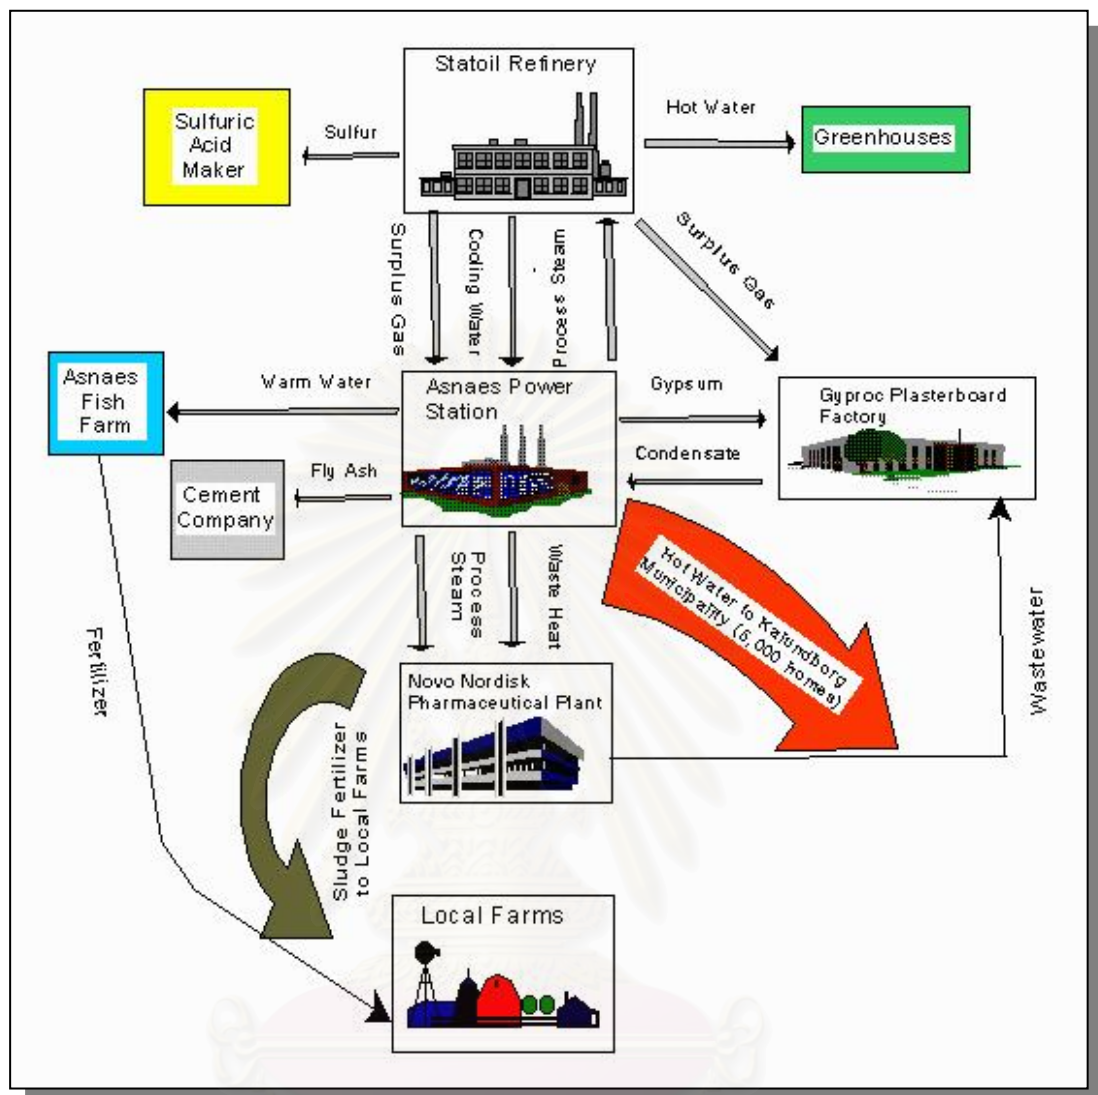 Statoil Refinery
Sulfuric
Acid
Maker
Sulfur
Hot Water
Greenhouses
Surplus Gas
Cooling Water
Process Steam
Surplus Gas
Asnaes
Fish
Farm
Warm Water
Asnaes Power
Station
Gypsum
Condensate
Gyproc Plasterboard
Factory
Cement
Company
Fly Ash
Process
Steam
Waste Heat
Hot Water to Kalundborg
Municipality (5,000 homes)
Wastewater
Fertilizer
Novo Nordisk
Pharmaceutical Plant
Sludge Fertilizer
to Local Farms
Local Farms